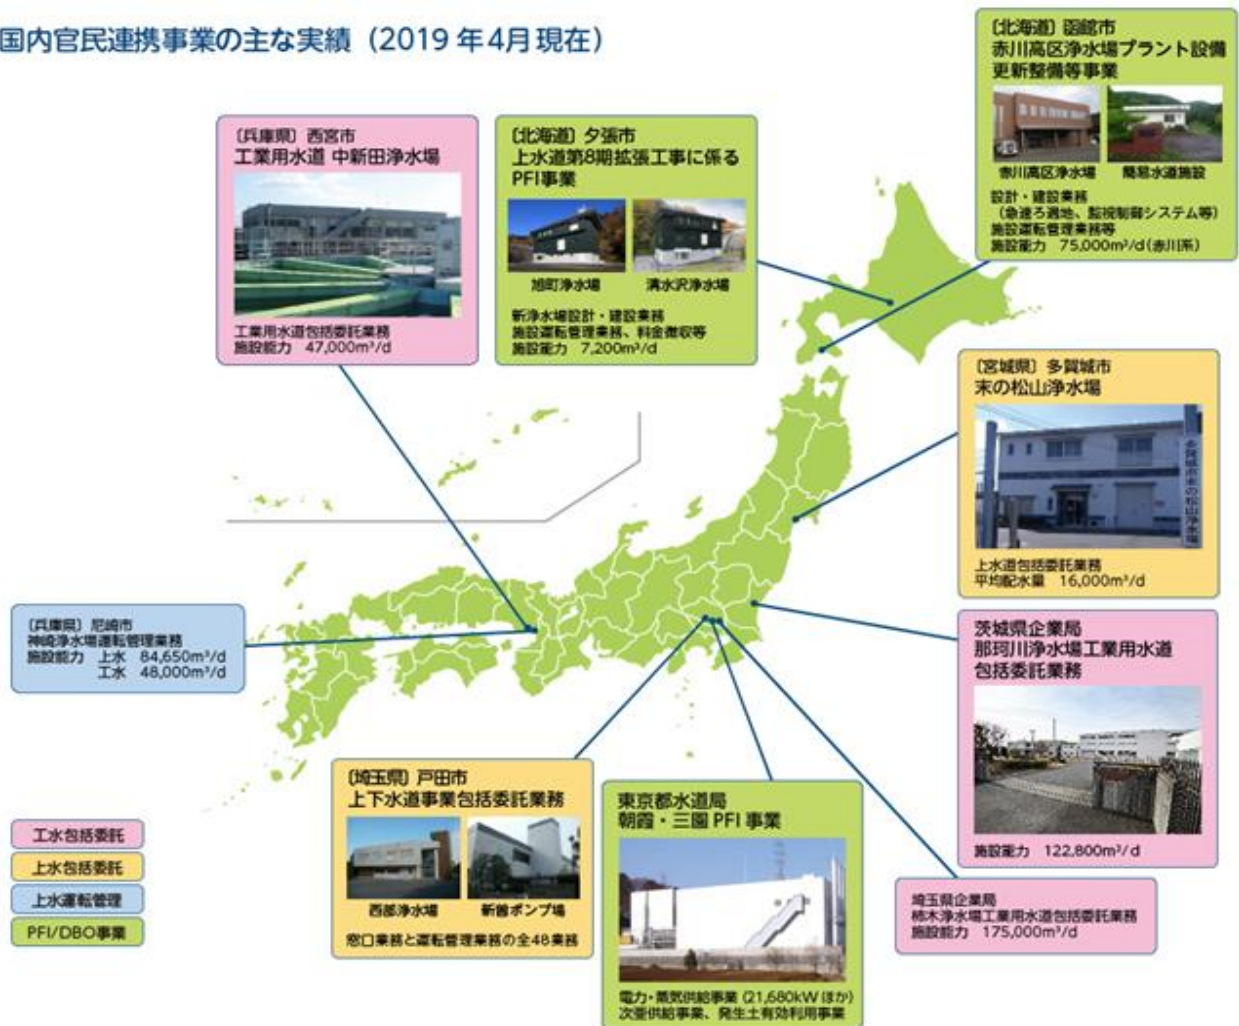 国内官民連携事業の主な実績（2019年4月現在）
〔北海道〕函館市
赤川高区浄水場プラント設備
更新整備等事業
赤川高区浄水場
簡易水道施設
設計・建設業務
（急速ろ過地、監視制御システム等）
施設運転管理業務等
施設能力 75,000m³/d（赤川系）
〔兵庫県〕西宮市
工業用水道 中新田浄水場
工業用水道包括委託業務
施設能力 47,000m³/d
〔北海道〕夕張市
上水道第8期拡張工事に係る
PFI事業
旭町浄水場
清水沢浄水場
新浄水場設計・建設業務
施設運転管理業務、料金徴収等
施設能力 7,200m³/d
〔宮城県〕多賀城市
末の松山浄水場
多賀城市末の松山浄水場
上水道包括委託業務
平均配水量 16,000m³/d
〔兵庫県〕尼崎市
神崎浄水場運転管理業務
施設能力 上水 84,650m³/d
工水 48,000m³/d
茨城県企業局
那珂川浄水場工業用水道
包括委託業務
施設能力 122,800m³/d
〔埼玉県〕戸田市
上下水道事業包括委託業務
西部浄水場
新曽ポンプ場
窓口業務と運転管理業務の全48業務
東京都水道局
朝霞・三園 PFI 事業
電力・蒸気供給事業（21,680kW ほか）
次亜供給事業、発生土有効利用事業
埼玉県企業局
柿木浄水場工業用水道包括委託業務
施設能力 175,000m³/d
工水包括委託
上水包括委託
上水運転管理
PFI/DBO事業